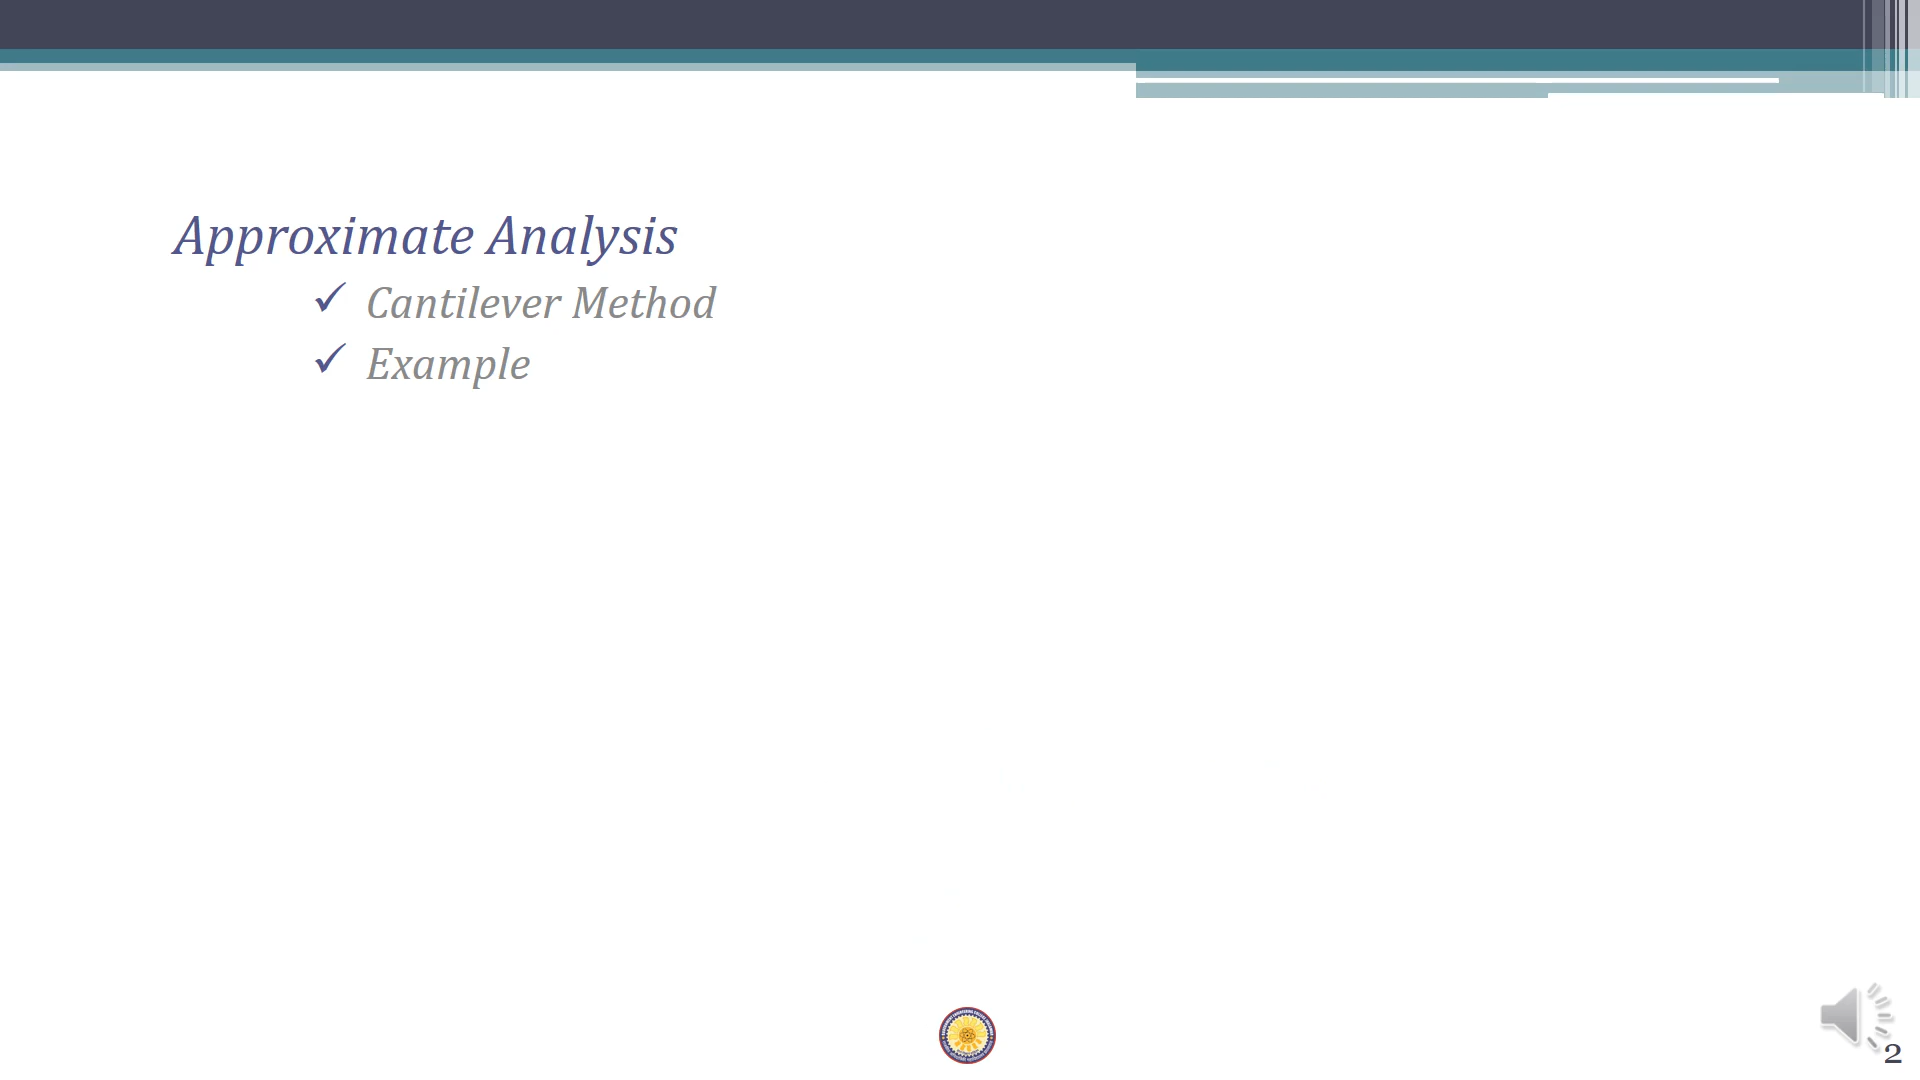 Approximate Analysis
✓ Cantilever Method
✓ Example
2